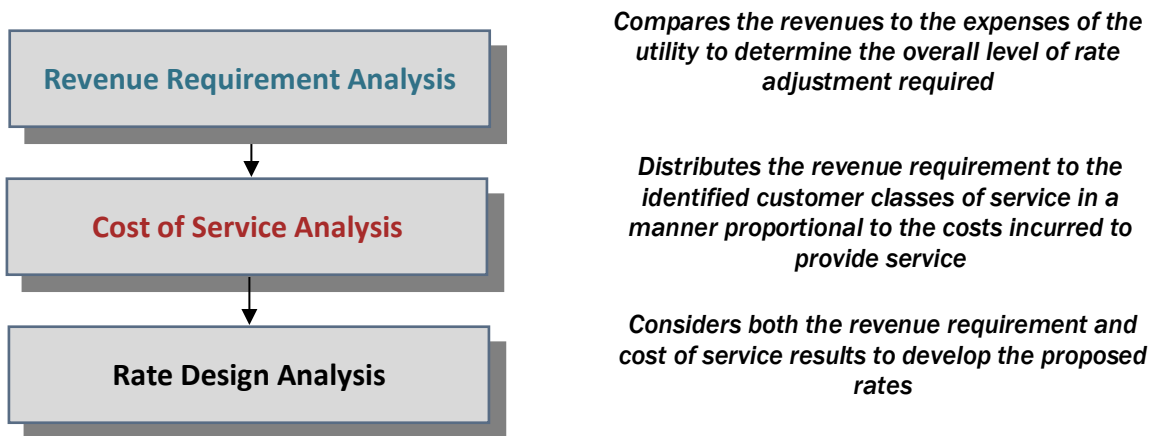 Revenue Requirement Analysis
Compares the revenues to the expenses of the
utility to determine the overall level of rate
adjustment required
Cost of Service Analysis
Distributes the revenue requirement to the
identified customer classes of service in a
manner proportional to the costs incurred to
provide service
Rate Design Analysis
Considers both the revenue requirement and
cost of service results to develop the proposed
rates